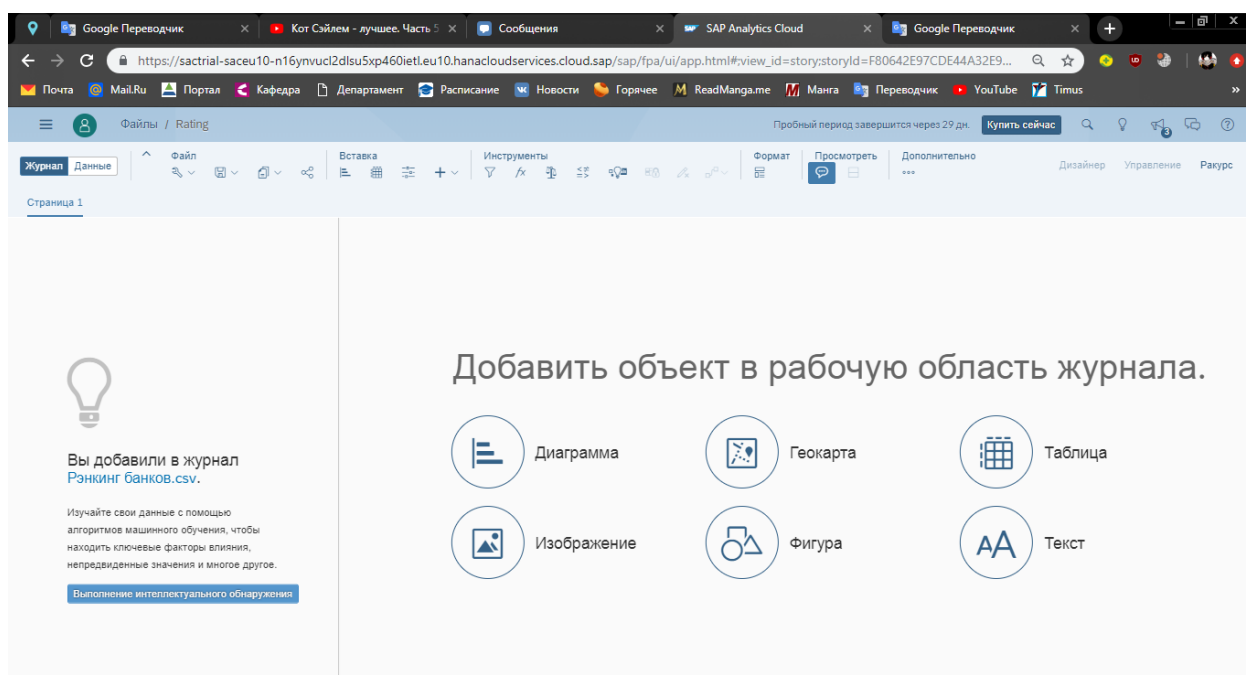 Google Переводчик
Кот Сэйлем - лучшее. Часть 5
Сообщения
SAP Analytics Cloud
Google Переводчик
https://sactrial-saceu10-n16ynvucl2dlsu5xp460ietl.eu10.hanacloudservices.cloud.sap/sap/fpa/ui/app.html#;view_id=story;storyId=F80642E97CDE44A32E9...
Почта Mail.Ru Портал Кафедра Департамент Расписание Новости Горячее ReadManga.me Манга Переводчик YouTube Timus »
Файлы / Rating
Пробный период завершится через 29 дн. Купить сейчас
3
Журнал Данные
Файл Вставка Инструменты Формат Просмотреть Дополнительно
Дизайнер Управление Ракурс
Страница 1
Вы добавили в журнал
Рэнкинг банков.csv.
Изучайте свои данные с помощью
алгоритмов машинного обучения, чтобы
находить ключевые факторы влияния,
непредвиденные значения и многое другое.
Выполнение интеллектуального обнаружения
Добавить объект в рабочую область журнала.
Диаграмма
Геокарта
Таблица
Изображение
Фигура
AA Текст